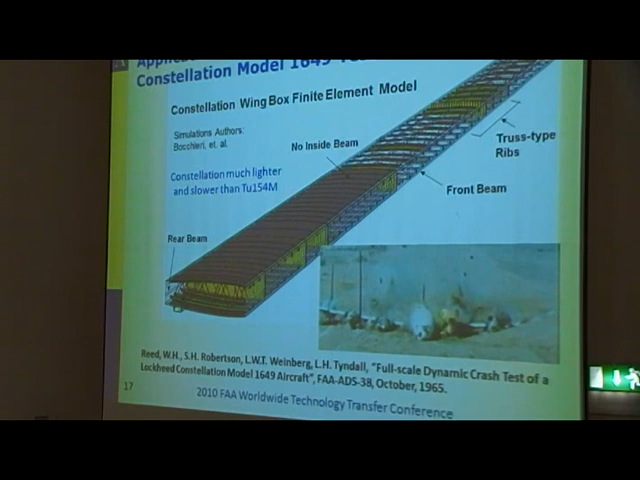 Constellation Model 1649
Constellation Wing Box Finite Element Model
Simulations Authors:
Bocchieri, et. al.
No Inside Beam
Truss-type
Ribs
Constellation much lighter
and slower than Tu154M
Front Beam
Rear Beam
Reed, W.H., S.H. Robertson, L.W.T. Weinberg, L.H. Tyndall, "Full-scale Dynamic Crash Test of a
Lockheed Constellation Model 1649 Aircraft", FAA-ADS-38, October, 1965.
17
2010 FAA Worldwide Technology Transfer Conference